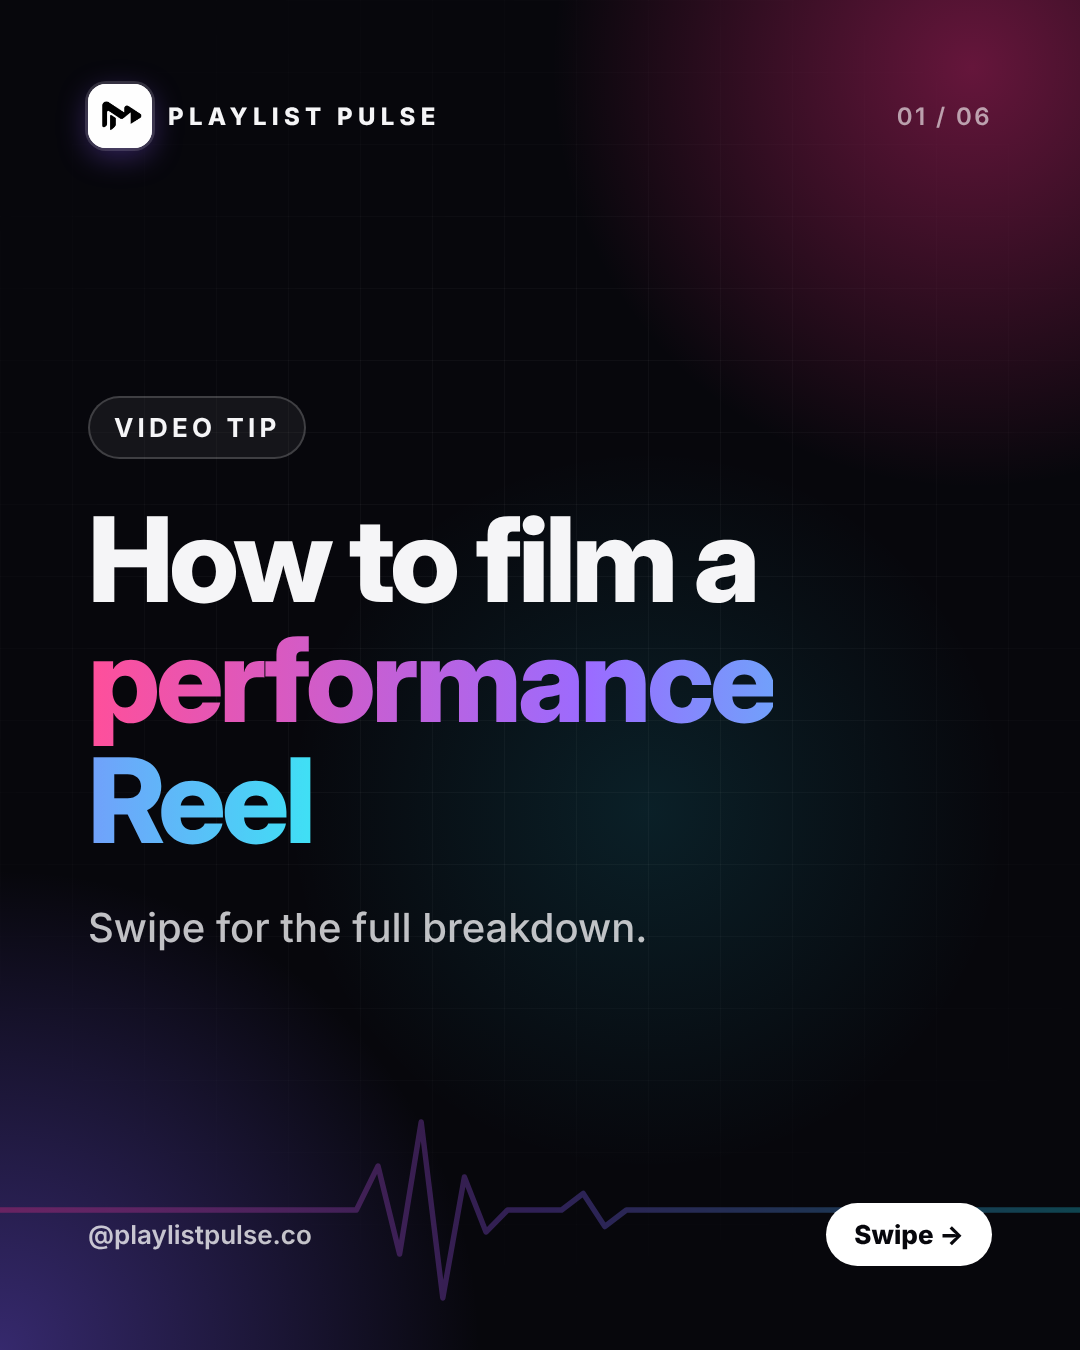 PLAYLIST PULSE
01 / 06
VIDEO TIP
How to film a
performance
Reel
Swipe for the full breakdown.
@playlistpulse.co
Swipe →